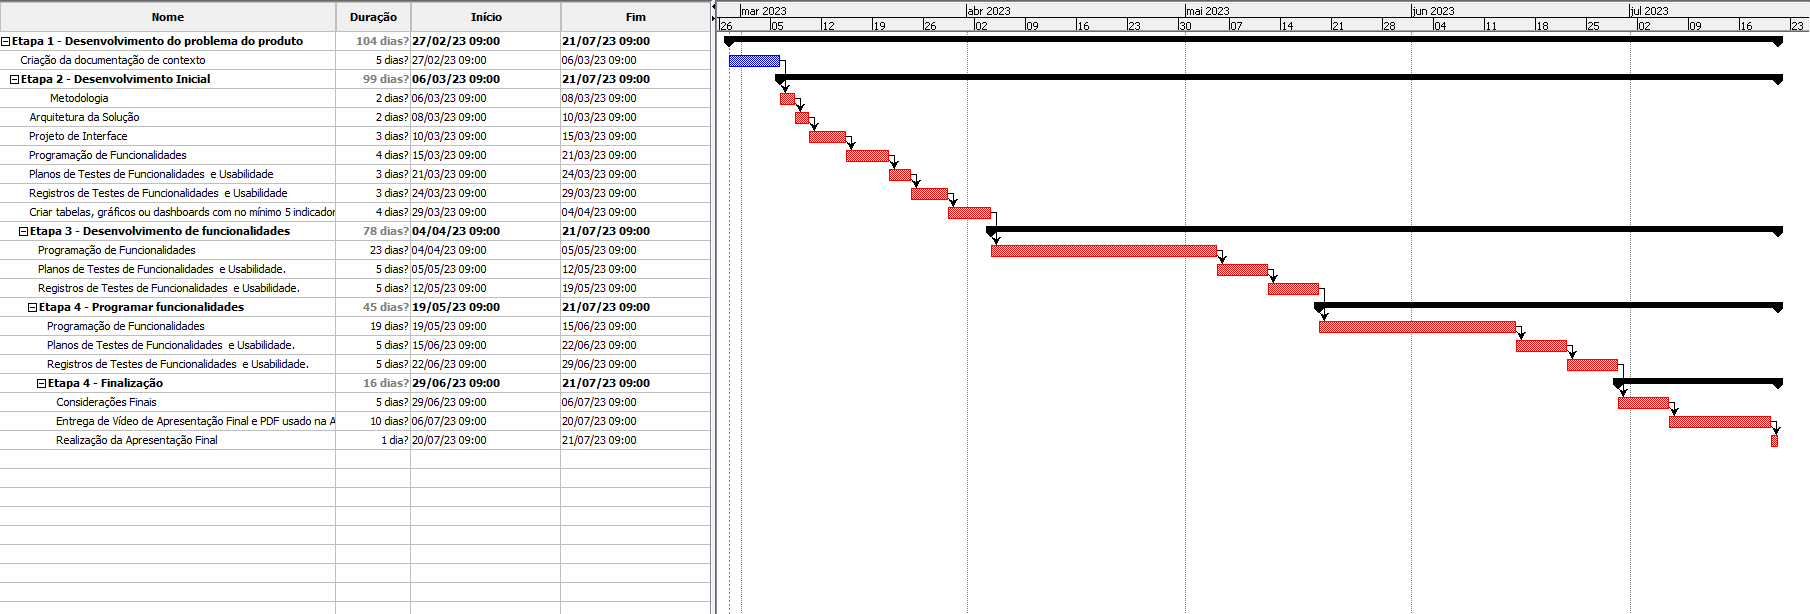 Nome Duração Início Fim
Etapa 1 - Desenvolvimento do problema do produto 104 dias? 27/02/23 09:00 21/07/23 09:00
Criação da documentação de contexto 5 dias? 27/02/23 09:00 06/03/23 09:00
Etapa 2 - Desenvolvimento Inicial 99 dias? 06/03/23 09:00 21/07/23 09:00
Metodologia 2 dias? 06/03/23 09:00 08/03/23 09:00
Arquitetura da Solução 2 dias? 08/03/23 09:00 10/03/23 09:00
Projeto de Interface 3 dias? 10/03/23 09:00 15/03/23 09:00
Programação de Funcionalidades 4 dias? 15/03/23 09:00 21/03/23 09:00
Planos de Testes de Funcionalidades e Usabilidade 3 dias? 21/03/23 09:00 24/03/23 09:00
Registros de Testes de Funcionalidades e Usabilidade 3 dias? 24/03/23 09:00 29/03/23 09:00
Criar tabelas, gráficos ou dashboards com no mínimo 5 indicador 4 dias? 29/03/23 09:00 04/04/23 09:00
Etapa 3 - Desenvolvimento de funcionalidades 78 dias? 04/04/23 09:00 21/07/23 09:00
Programação de Funcionalidades 23 dias? 04/04/23 09:00 05/05/23 09:00
Planos de Testes de Funcionalidades e Usabilidade. 5 dias? 05/05/23 09:00 12/05/23 09:00
Registros de Testes de Funcionalidades e Usabilidade. 5 dias? 12/05/23 09:00 19/05/23 09:00
Etapa 4 - Programar funcionalidades 45 dias? 19/05/23 09:00 21/07/23 09:00
Programação de Funcionalidades 19 dias? 19/05/23 09:00 15/06/23 09:00
Planos de Testes de Funcionalidades e Usabilidade. 5 dias? 15/06/23 09:00 22/06/23 09:00
Registros de Testes de Funcionalidades e Usabilidade. 5 dias? 22/06/23 09:00 29/06/23 09:00
Etapa 4 - Finalização 16 dias? 29/06/23 09:00 21/07/23 09:00
Considerações Finais 5 dias? 29/06/23 09:00 06/07/23 09:00
Entrega de Vídeo de Apresentação Final e PDF usado na A 10 dias? 06/07/23 09:00 20/07/23 09:00
Realização da Apresentação Final 1 dia? 20/07/23 09:00 21/07/23 09:00
mar 2023 abr 2023 mai 2023 jun 2023 jul 2023
26 05 12 19 26 02 09 16 23 30 07 14 21 28 04 11 18 25 02 09 16 23